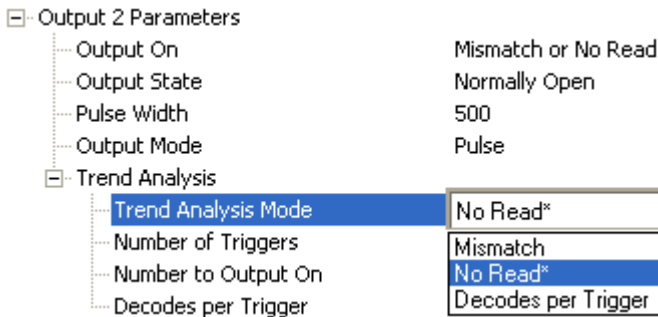 Output 2 Parameters
Output On Mismatch or No Read
Output State Normally Open
Pulse Width 500
Output Mode Pulse
Trend Analysis
Trend Analysis Mode No Read*
Number of Triggers Mismatch
Number to Output On No Read*
Decodes per Trigger Decodes per Trigger